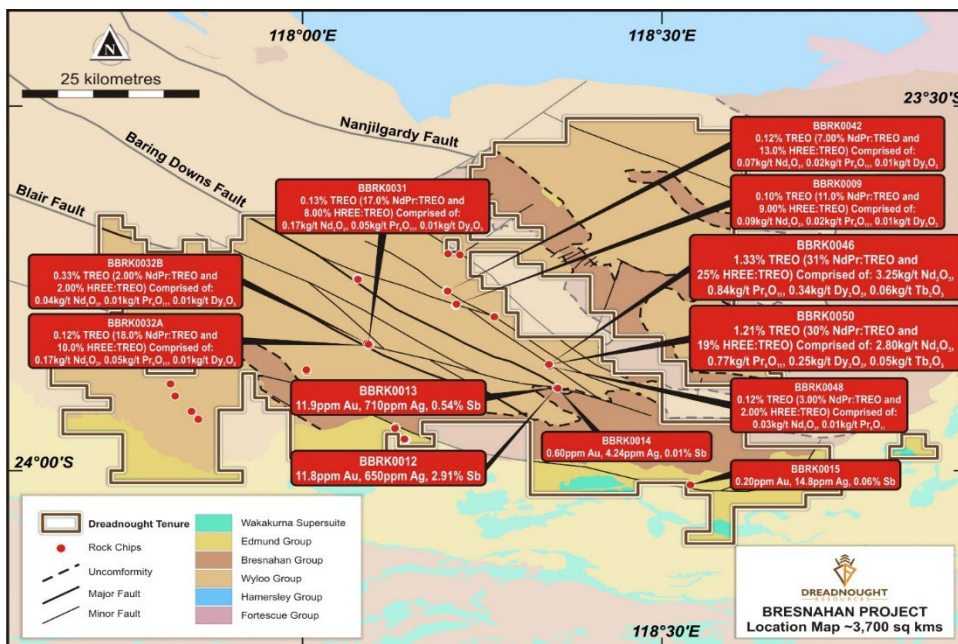 118°00'E
118°30'E
N
25 kilometres
23°30'S
Nanjilgardy Fault
Baring Downs Fault
Blair Fault
BBRK0042
0.12% TREO (7.00% NdPr:TREO and
13.0% HREE:TREO) Comprised of:
0.07kg/t Nd₂O₃, 0.02kg/t Pr₆O₁₁, 0.01kg/t Dy₂O₃
BBRK0031
0.13% TREO (17.0% NdPr:TREO and
8.00% HREE:TREO) Comprised of:
0.17kg/t Nd₂O₃, 0.05kg/t Pr₆O₁₁, 0.01kg/t Dy₂O₃
BBRK0009
0.10% TREO (11.0% NdPr:TREO and
9.00% HREE:TREO) Comprised of:
0.09kg/t Nd₂O₃, 0.02kg/t Pr₆O₁₁, 0.01kg/t Dy₂O₃
BBRK0046
1.33% TREO (31% NdPr:TREO and
25% HREE:TREO) Comprised of: 3.25kg/t Nd₂O₃,
0.84kg/t Pr₆O₁₁, 0.34kg/t Dy₂O₃, 0.06kg/t Tb₂O₃
BBRK0032B
0.33% TREO (2.00% NdPr:TREO and
2.00% HREE:TREO) Comprised of:
0.04kg/t Nd₂O₃, 0.01kg/t Pr₆O₁₁, 0.01kg/t Dy₂O₃
BBRK0032A
0.12% TREO (18.0% NdPr:TREO and
10.0% HREE:TREO) Comprised of:
0.17kg/t Nd₂O₃, 0.05kg/t Pr₆O₁₁, 0.01kg/t Dy₂O₃
BBRK0050
1.21% TREO (30% NdPr:TREO and
19% HREE:TREO) Comprised of: 2.80kg/t Nd₂O₃,
0.77kg/t Pr₆O₁₁, 0.25kg/t Dy₂O₃, 0.05kg/t Tb₂O₃
BBRK0013
11.9ppm Au, 710ppm Ag, 0.54% Sb
BBRK0048
0.12% TREO (3.00% NdPr:TREO and
2.00% HREE:TREO) Comprised of:
0.03kg/t Nd₂O₃, 0.01kg/t Pr₆O₁₁
BBRK0014
0.60ppm Au, 4.24ppm Ag, 0.01% Sb
BBRK0012
11.8ppm Au, 650ppm Ag, 2.91% Sb
BBRK0015
0.20ppm Au, 14.8ppm Ag, 0.06% Sb
24°00'S
Dreadnought Tenure
Rock Chips
Uncomformity
Major Fault
Minor Fault
Wakakurna Supersuite
Edmund Group
Bresnahan Group
Wyloo Group
Hamersley Group
Fortescue Group
DREADNOUGHT
RESOURCES
BRESNAHAN PROJECT
Location Map ~3,700 sq kms
118°30'E